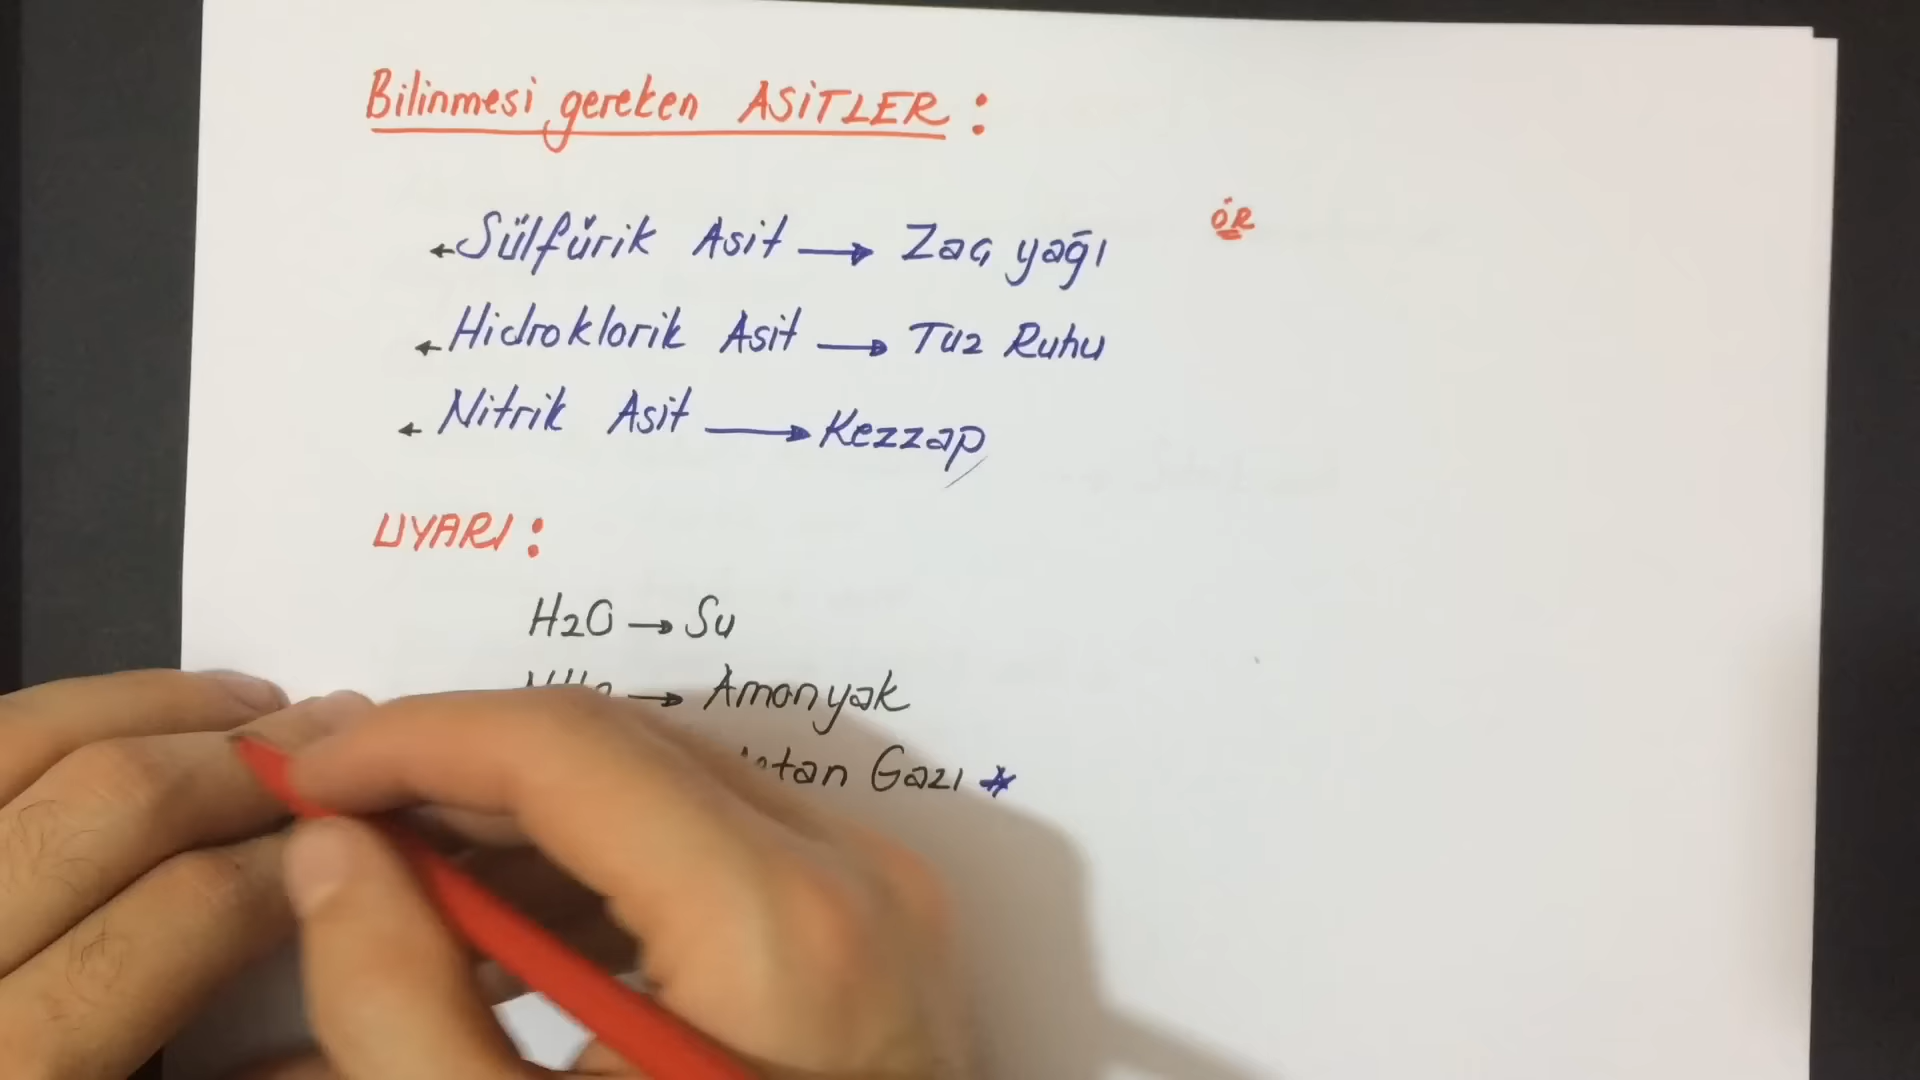 Bilinmesi gereken ASİTLER :
ÖR
← Sülfürik Asit → Zaç yağı
← Hidroklorik Asit → Tuz Ruhu
← Nitrik Asit → Kezzap
UYARI :
H2O → Su
→ Amonyak
Gazı *